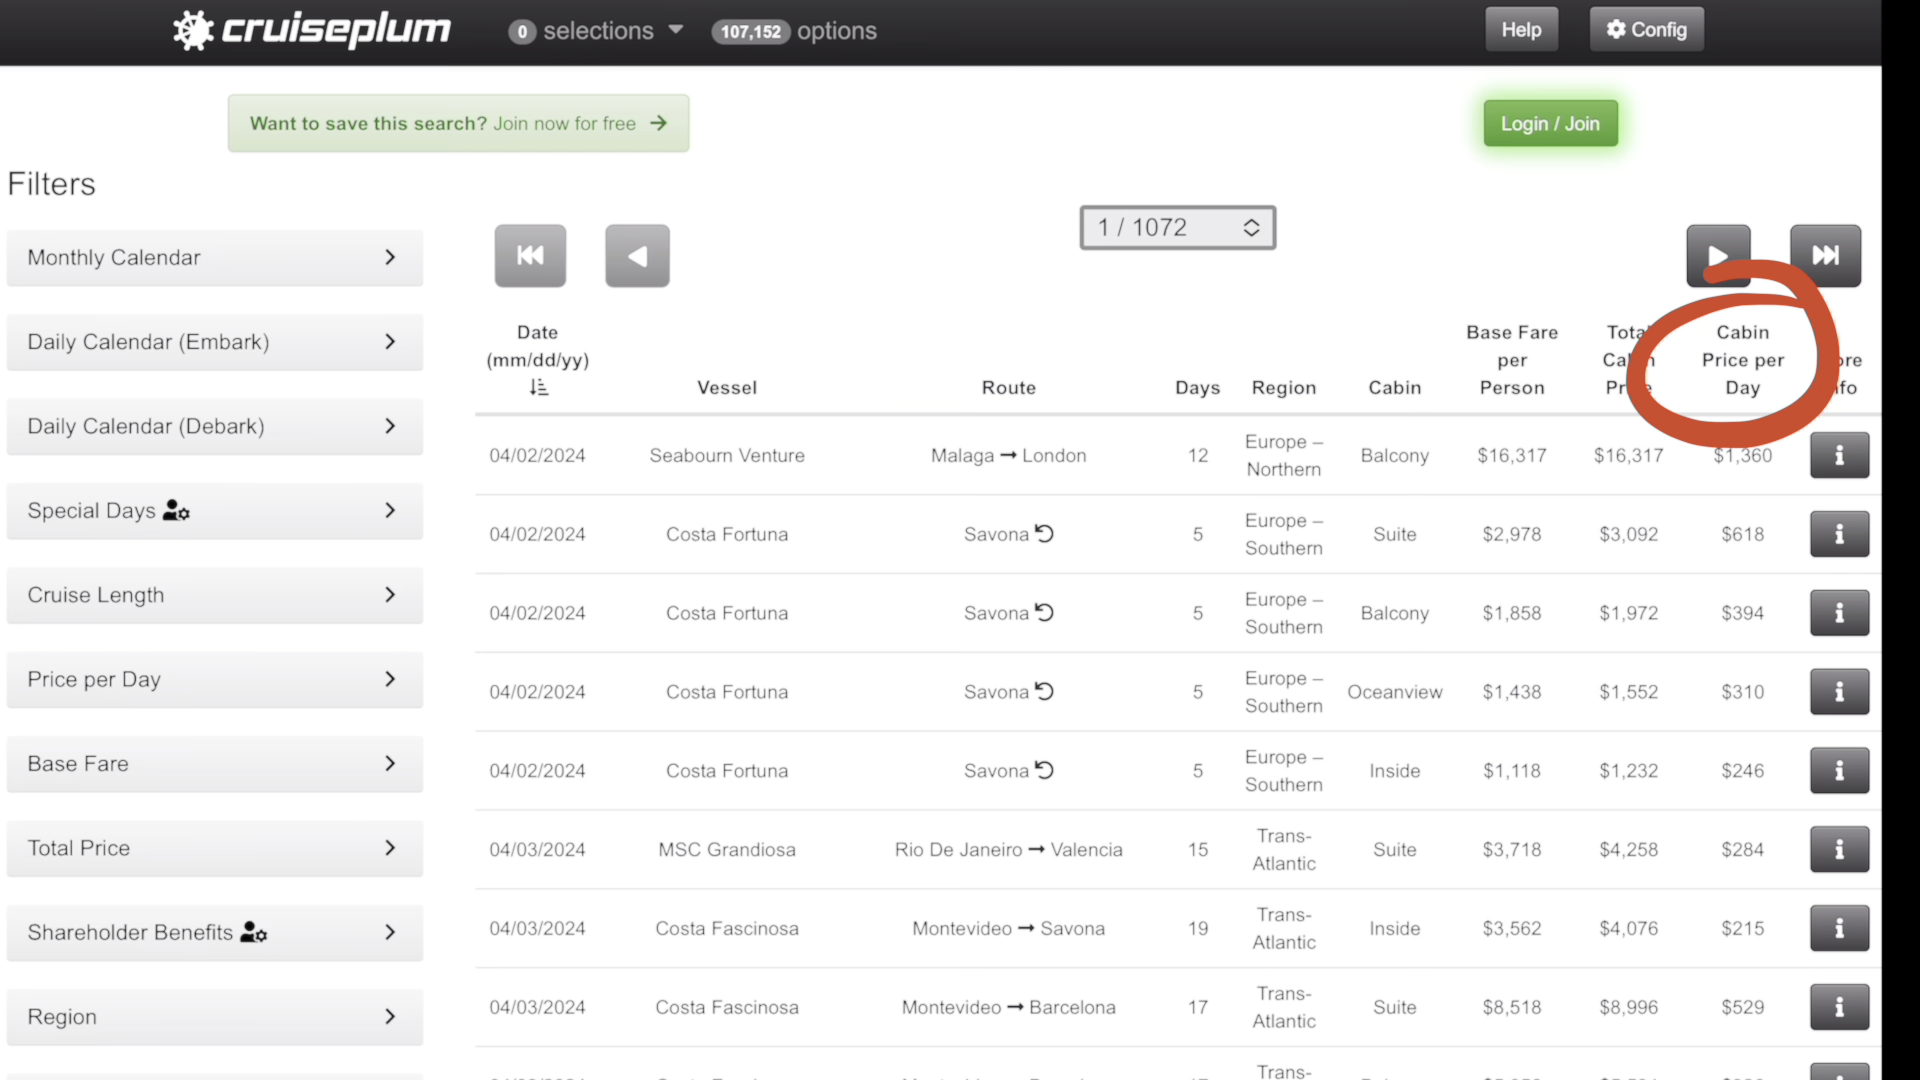 cruiseplum 0 selections 107,152 options Help Config
Want to save this search? Join now for free
Login / Join
Filters
1 / 1072
Monthly Calendar
Daily Calendar (Embark)
Daily Calendar (Debark)
Special Days
Cruise Length
Price per Day
Base Fare
Total Price
Shareholder Benefits
Region
Date
(mm/dd/yy)
Vessel
Route
Days
Region
Cabin
Base Fare
per
Person
Total
Cabin
Price
Cabin
Price per
Day
04/02/2024 Seabourn Venture Malaga London 12 Europe – Northern Balcony $16,317 $16,317 $1,360
04/02/2024 Costa Fortuna Savona 5 Europe – Southern Suite $2,978 $3,092 $618
04/02/2024 Costa Fortuna Savona 5 Europe – Southern Balcony $1,858 $1,972 $394
04/02/2024 Costa Fortuna Savona 5 Europe – Southern Oceanview $1,438 $1,552 $310
04/02/2024 Costa Fortuna Savona 5 Europe – Southern Inside $1,118 $1,232 $246
04/03/2024 MSC Grandiosa Rio De Janeiro Valencia 15 Trans-Atlantic Suite $3,718 $4,258 $284
04/03/2024 Costa Fascinosa Montevideo Savona 19 Trans-Atlantic Inside $3,562 $4,076 $215
04/03/2024 Costa Fascinosa Montevideo Barcelona 17 Trans-Atlantic Suite $8,518 $8,996 $529
Trans-